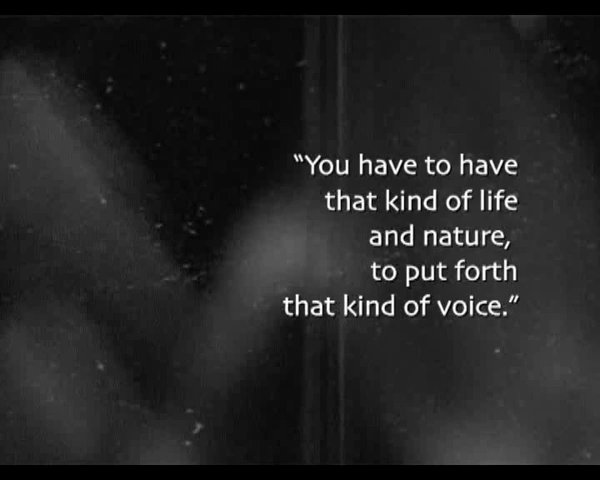 “You have to have
that kind of life
and nature,
to put forth
that kind of voice.”